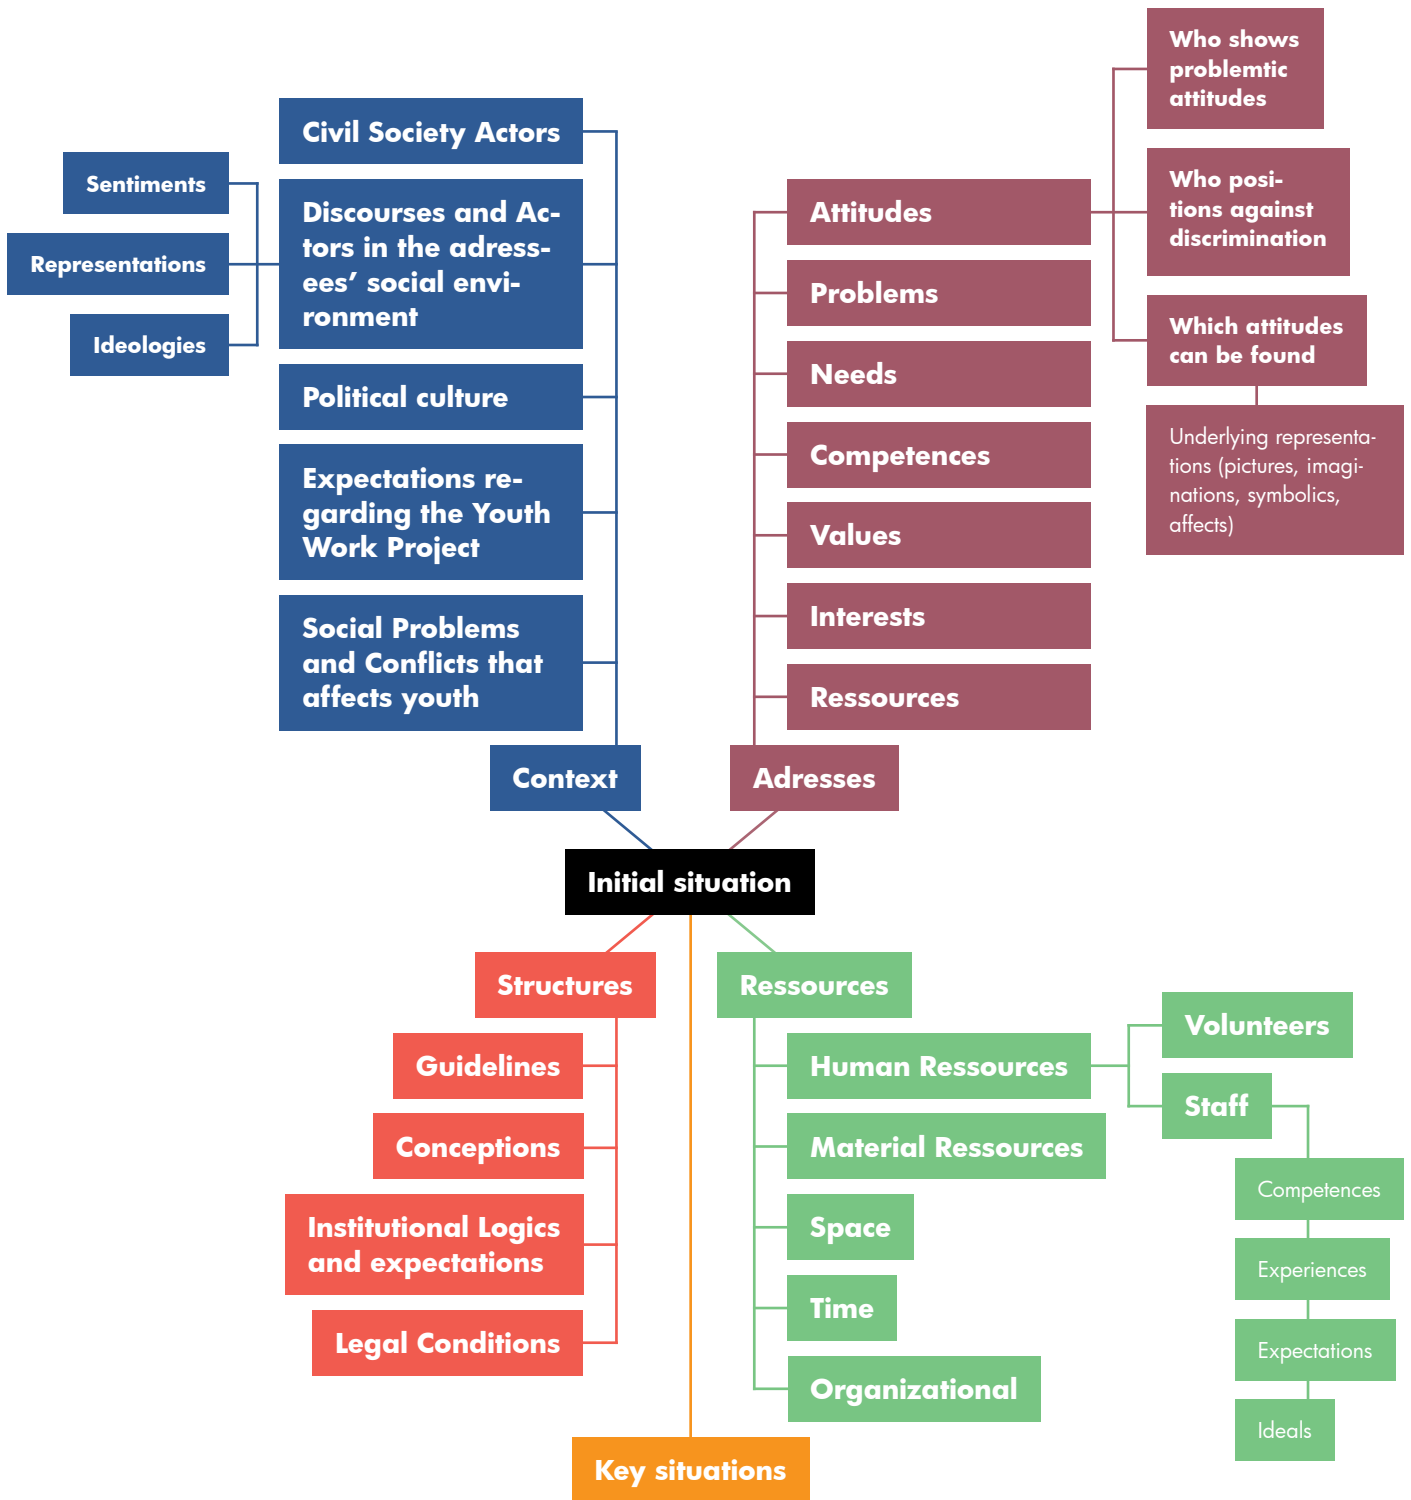 Civil Society Actors
Sentiments
Representations
Ideologies
Discourses and Ac-
tors in the adress-
ees’ social envi-
ronment
Political culture
Expectations re-
garding the Youth
Work Project
Social Problems
and Conflicts that
affects youth
Context
Who shows
problemtic
attitudes
Who posi-
tions against
discrimination
Which attitudes
can be found
Underlying representa-
tions (pictures, imagi-
nations, symbolics,
affects)
Attitudes
Problems
Needs
Competences
Values
Interests
Ressources
Adresses
Initial situation
Structures
Guidelines
Conceptions
Institutional Logics
and expectations
Legal Conditions
Ressources
Human Ressources
Material Ressources
Space
Time
Organizational
Volunteers
Staff
Competences
Experiences
Expectations
Ideals
Key situations